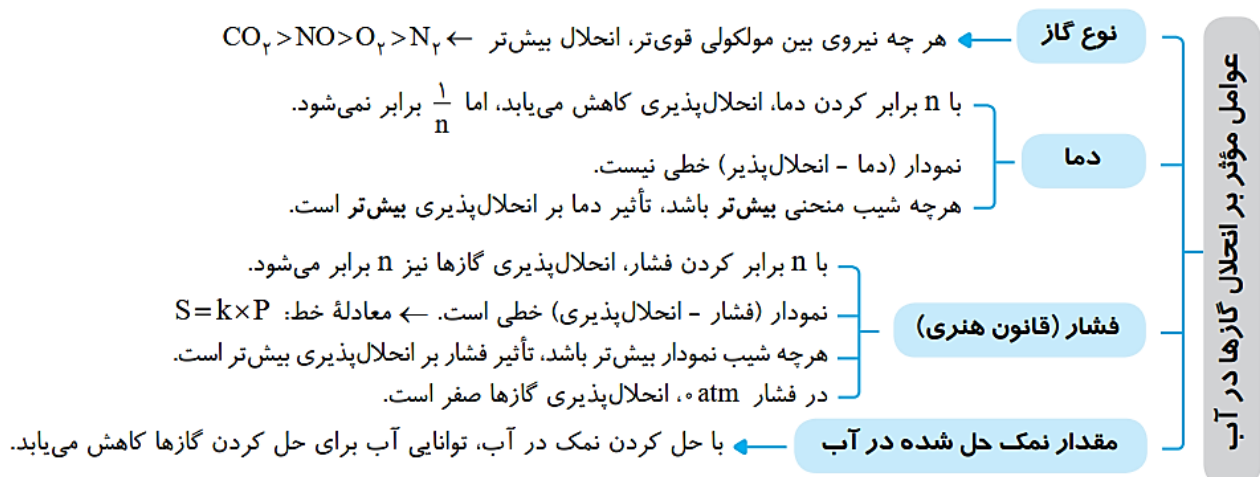 عوامل مؤثر بر انحلال گازها در آب
نوع گاز
هر چه نیروی بین مولکولی قوی‌تر، انحلال بیش‌تر ← CO₂>NO>O₂>N₂
دما
با n برابر کردن دما، انحلال‌پذیری کاهش می‌یابد، اما ۱/n برابر نمی‌شود.
نمودار (دما - انحلال‌پذیر) خطی نیست.
هرچه شیب منحنی بیش‌تر باشد، تأثیر دما بر انحلال‌پذیری بیش‌تر است.
فشار (قانون هنری)
با n برابر کردن فشار، انحلال‌پذیری گازها نیز n برابر می‌شود.
نمودار (فشار - انحلال‌پذیری) خطی است. ← معادلهٔ خط: S=k×P
هرچه شیب نمودار بیش‌تر باشد، تأثیر فشار بر انحلال‌پذیری بیش‌تر است.
در فشار ۰ atm، انحلال‌پذیری گازها صفر است.
مقدار نمک حل شده در آب
با حل کردن نمک در آب، توانایی آب برای حل کردن گازها کاهش می‌یابد.